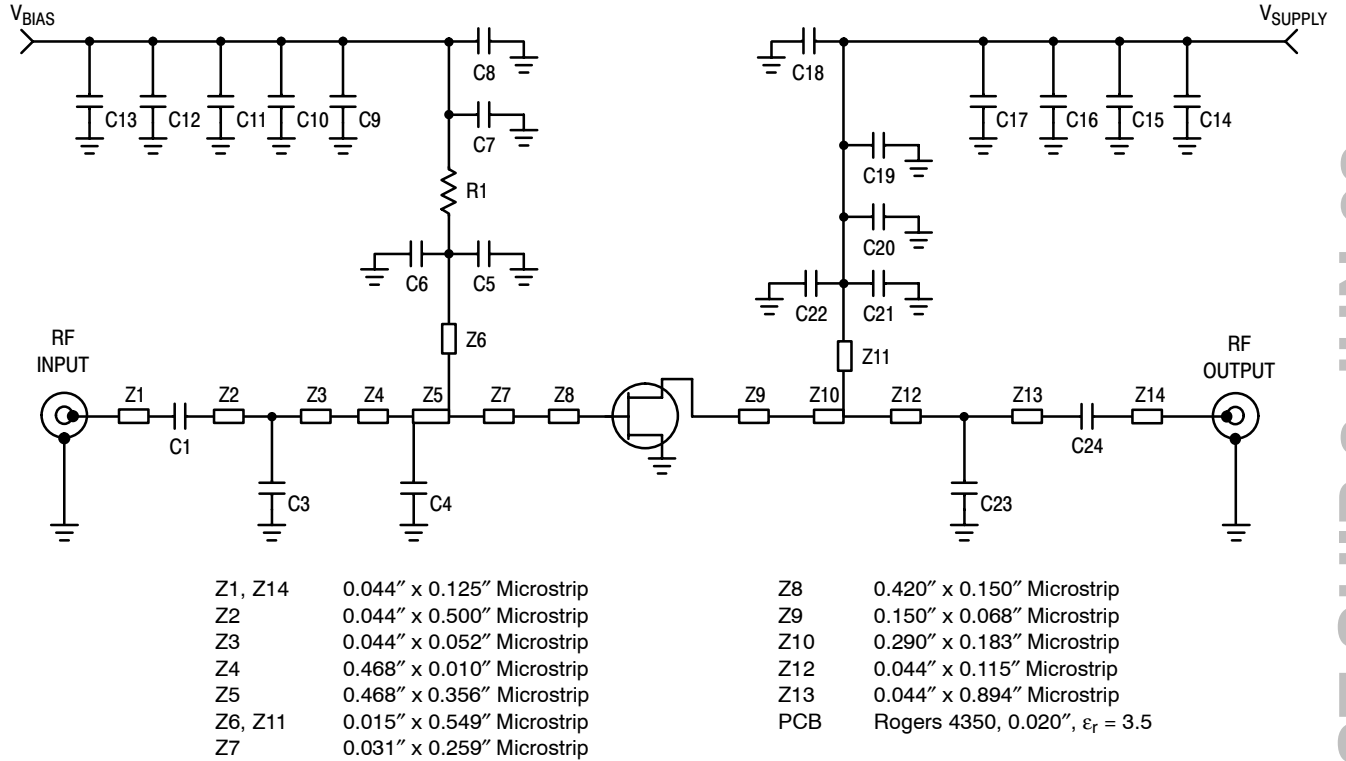 V_BIAS
V_SUPPLY
C8
C18
C13 C12 C11 C10 C9
C17 C16 C15 C14
C7
C19
R1
C20
C6 C5
C22 C21
RF
INPUT
Z6
Z11
RF
OUTPUT
Z1 Z2 Z3 Z4 Z5 Z7 Z8 Z9 Z10 Z12 Z13 Z14
C1
C24
C3 C4
C23
Z1, Z14 0.044″ x 0.125″ Microstrip
Z2 0.044″ x 0.500″ Microstrip
Z3 0.044″ x 0.052″ Microstrip
Z4 0.468″ x 0.010″ Microstrip
Z5 0.468″ x 0.356″ Microstrip
Z6, Z11 0.015″ x 0.549″ Microstrip
Z7 0.031″ x 0.259″ Microstrip
Z8 0.420″ x 0.150″ Microstrip
Z9 0.150″ x 0.068″ Microstrip
Z10 0.290″ x 0.183″ Microstrip
Z12 0.044″ x 0.115″ Microstrip
Z13 0.044″ x 0.894″ Microstrip
PCB Rogers 4350, 0.020″, εr = 3.5